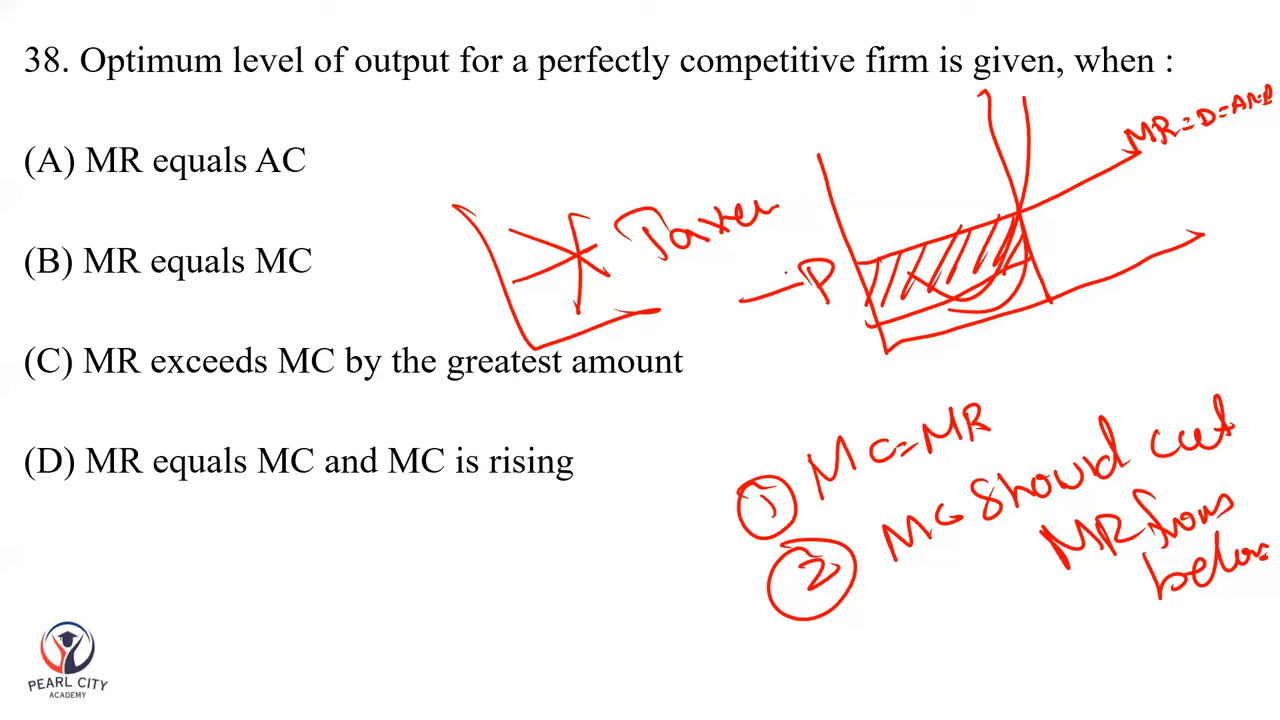 38. Optimum level of output for a perfectly competitive firm is given, when :
MR = D = AR=P
(A) MR equals AC
Taker
(B) MR equals MC
P
(C) MR exceeds MC by the greatest amount
(D) MR equals MC and MC is rising
1 MC=MR
2 MC Should cut
MR from
below
PEARL CITY
ACADEMY